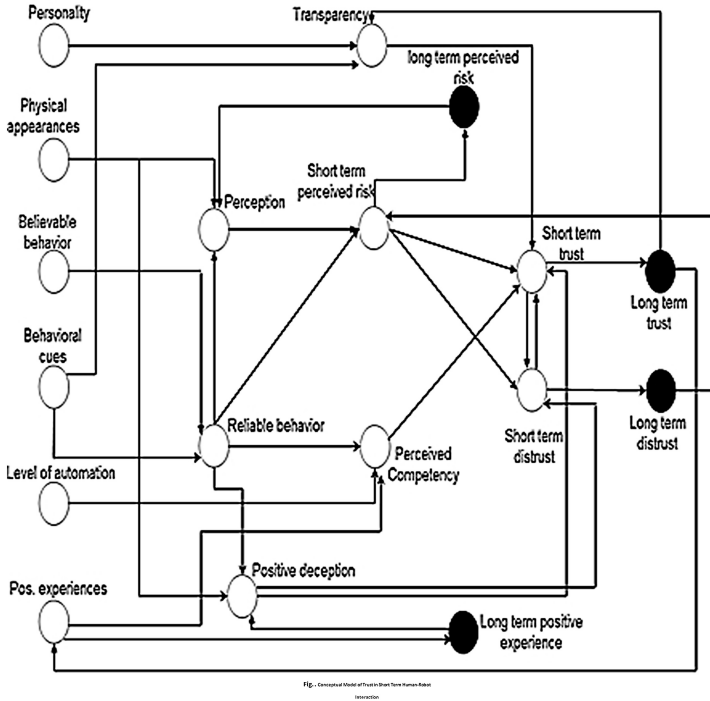 Personality
Transparency
long term perceived
risk
Physical
appearances
Short term
perceived risk
Perception
Believable
behavior
Short term
trust
Long term
trust
Behavioral
cues
Reliable behavior
Perceived
Competency
Short term
distrust
Long term
distrust
Level of automation
Positive deception
Pos. experiences
Long term positive
experience
Fig. . Conceptual Model of Trust in Short Term Human-Robot
Interaction